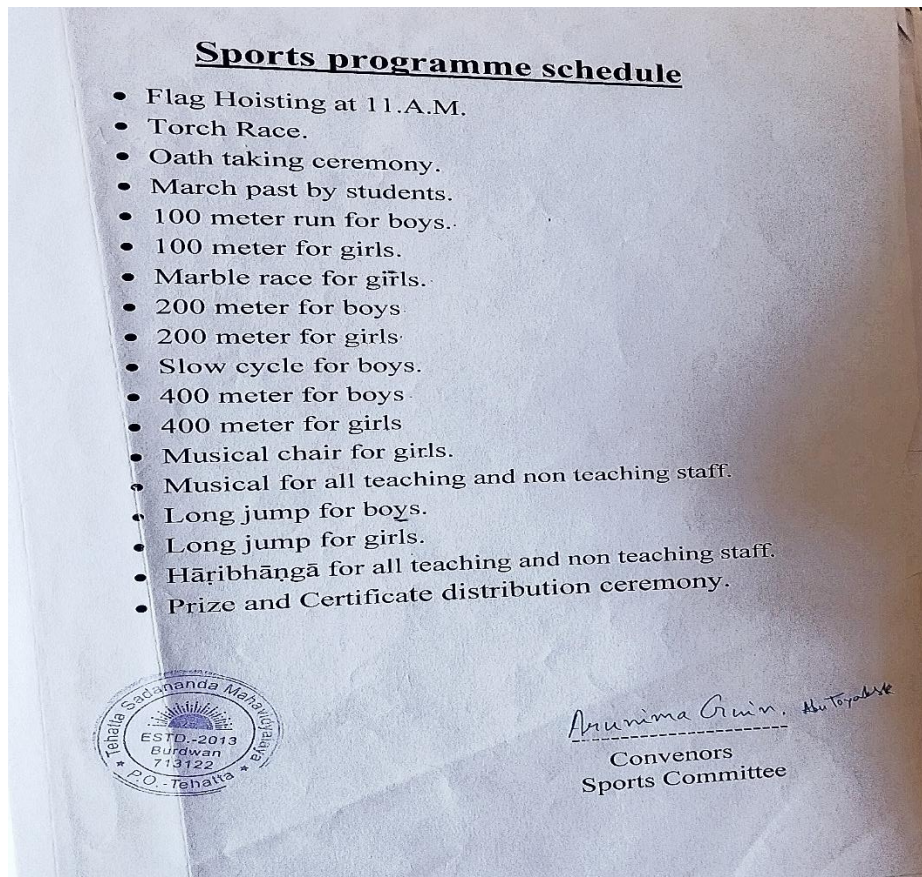 Sports programme schedule
• Flag Hoisting at 11.A.M.
• Torch Race.
• Oath taking ceremony.
• March past by students.
• 100 meter run for boys.
• 100 meter for girls.
• Marble race for girls.
• 200 meter for boys
• 200 meter for girls
• Slow cycle for boys.
• 400 meter for boys
• 400 meter for girls
• Musical chair for girls.
• Musical for all teaching and non teaching staff.
• Long jump for boys.
• Long jump for girls.
• Hāṛibhāṇgā for all teaching and non teaching staff.
• Prize and Certificate distribution ceremony.
Tehatta Sadananda Mahavidyalaya
ESTD.-2013
Burdwan
713122
P.O.-Tehatta
Arunima Guin,
Convenors
Sports Committee